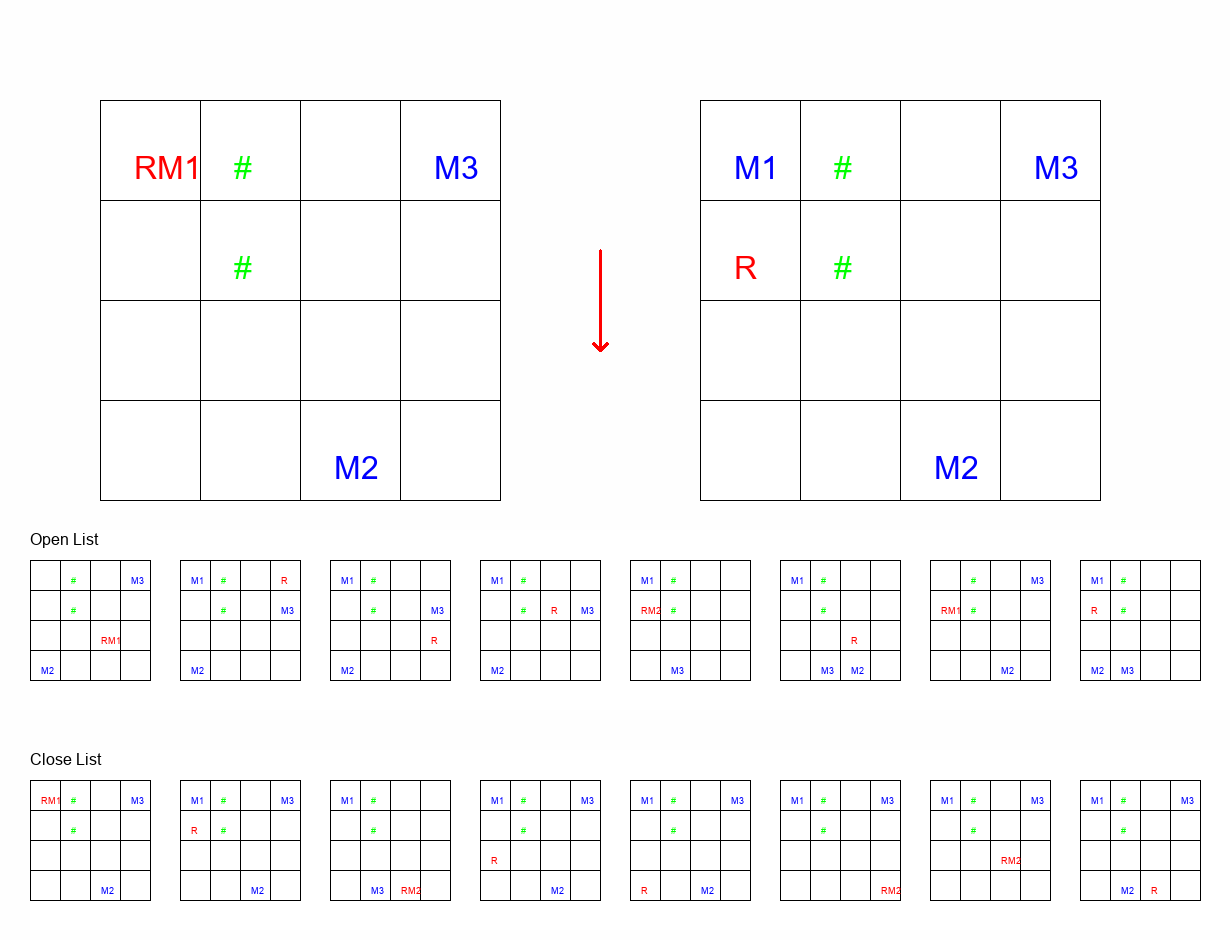 RM1 # M3 M1 # M3
# R #
M2 M2
Open List
# M3 M1 # R M1 # M1 # M1 # M1 # # M3 M1 #
# # M3 # M3 # R M3 RM2 # # RM1 # R #
RM1 R R
M2 M2 M2 M2 M3 M3 M2 M2 M2 M3
Close List
RM1 # M3 M1 # M3 M1 # M1 # M3 M1 # M3 M1 # M3 M1 # M3 M1 # M3
# R # # # # # # #
R RM2
M2 M2 M3 RM2 M2 R M2 RM2 M2 R